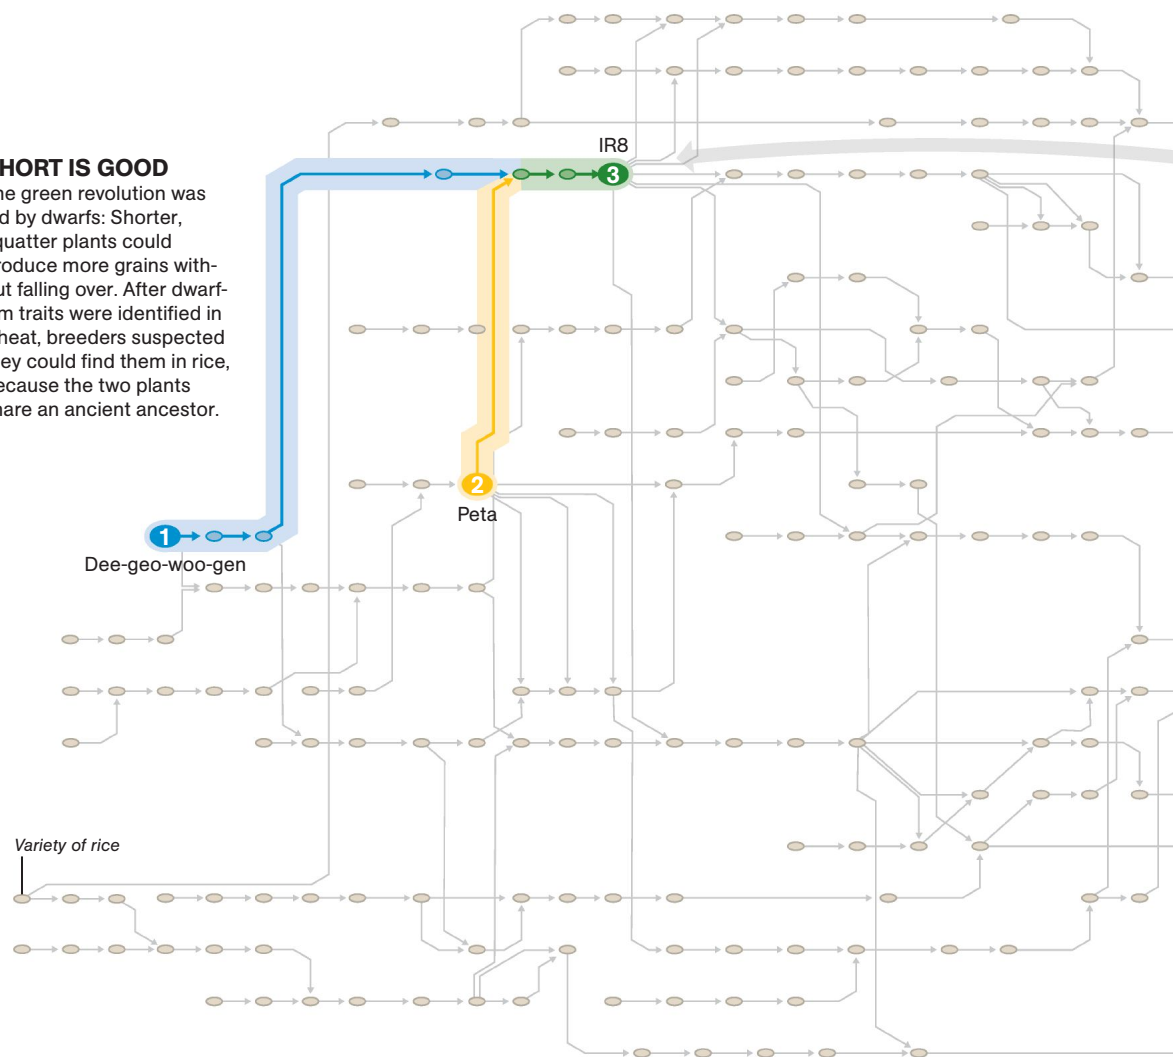 HORT IS GOOD
he green revolution was
d by dwarfs: Shorter,
quatter plants could
roduce more grains with-
ut falling over. After dwarf-
m traits were identified in
heat, breeders suspected
ey could find them in rice,
ecause the two plants
hare an ancient ancestor.
IR8
3
2
Peta
1
Dee-geo-woo-gen
Variety of rice